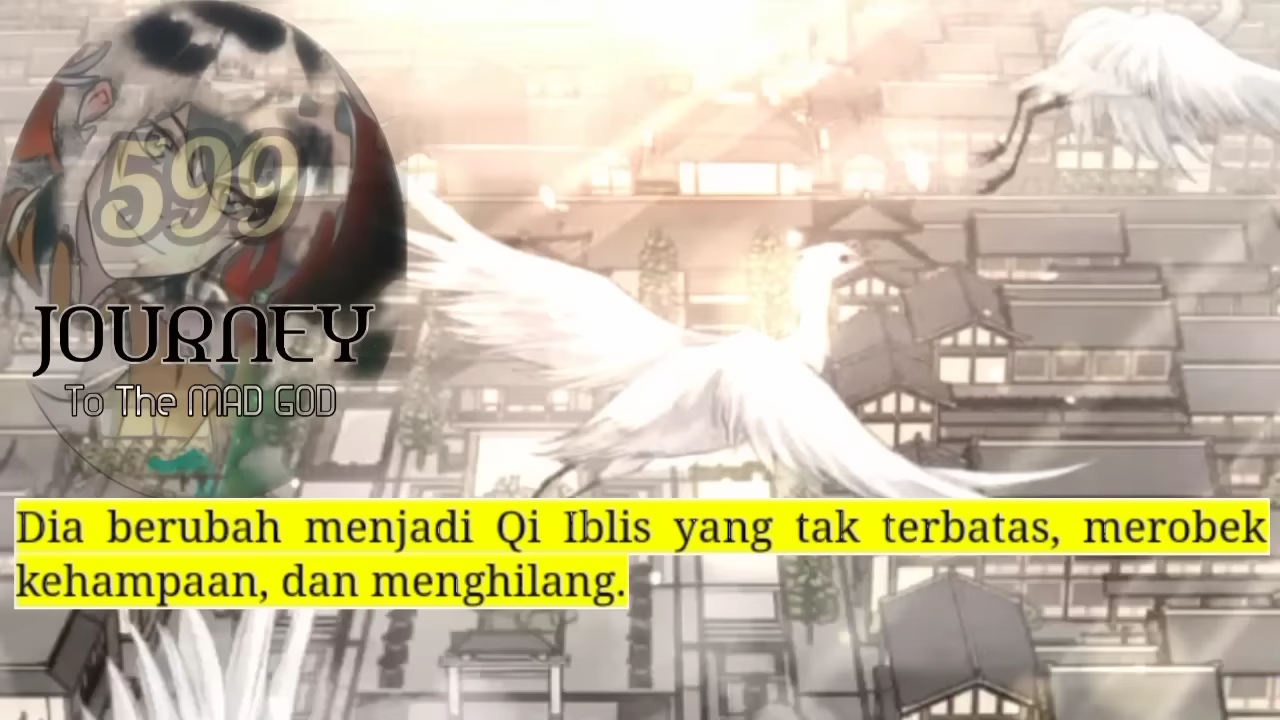 599
JOURNEY
To The MAD GOD
Dia berubah menjadi Qi Iblis yang tak terbatas, merobek
kehampaan, dan menghilang.